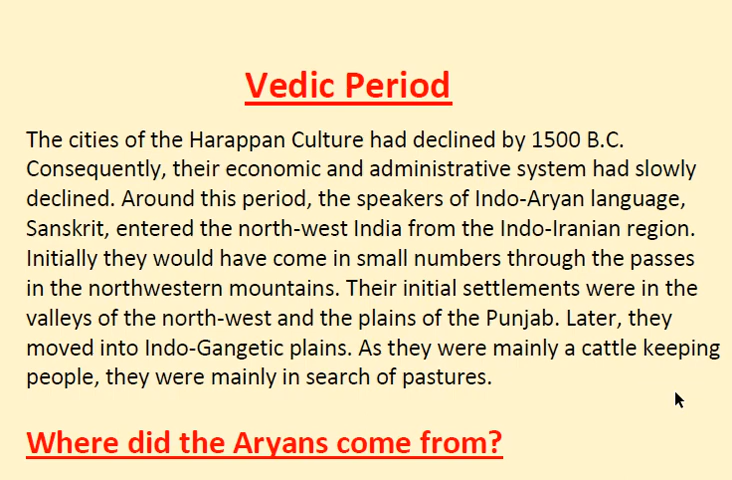 Vedic Period
The cities of the Harappan Culture had declined by 1500 B.C.
Consequently, their economic and administrative system had slowly
declined. Around this period, the speakers of Indo-Aryan language,
Sanskrit, entered the north-west India from the Indo-Iranian region.
Initially they would have come in small numbers through the passes
in the northwestern mountains. Their initial settlements were in the
valleys of the north-west and the plains of the Punjab. Later, they
moved into Indo-Gangetic plains. As they were mainly a cattle keeping
people, they were mainly in search of pastures.
Where did the Aryans come from?